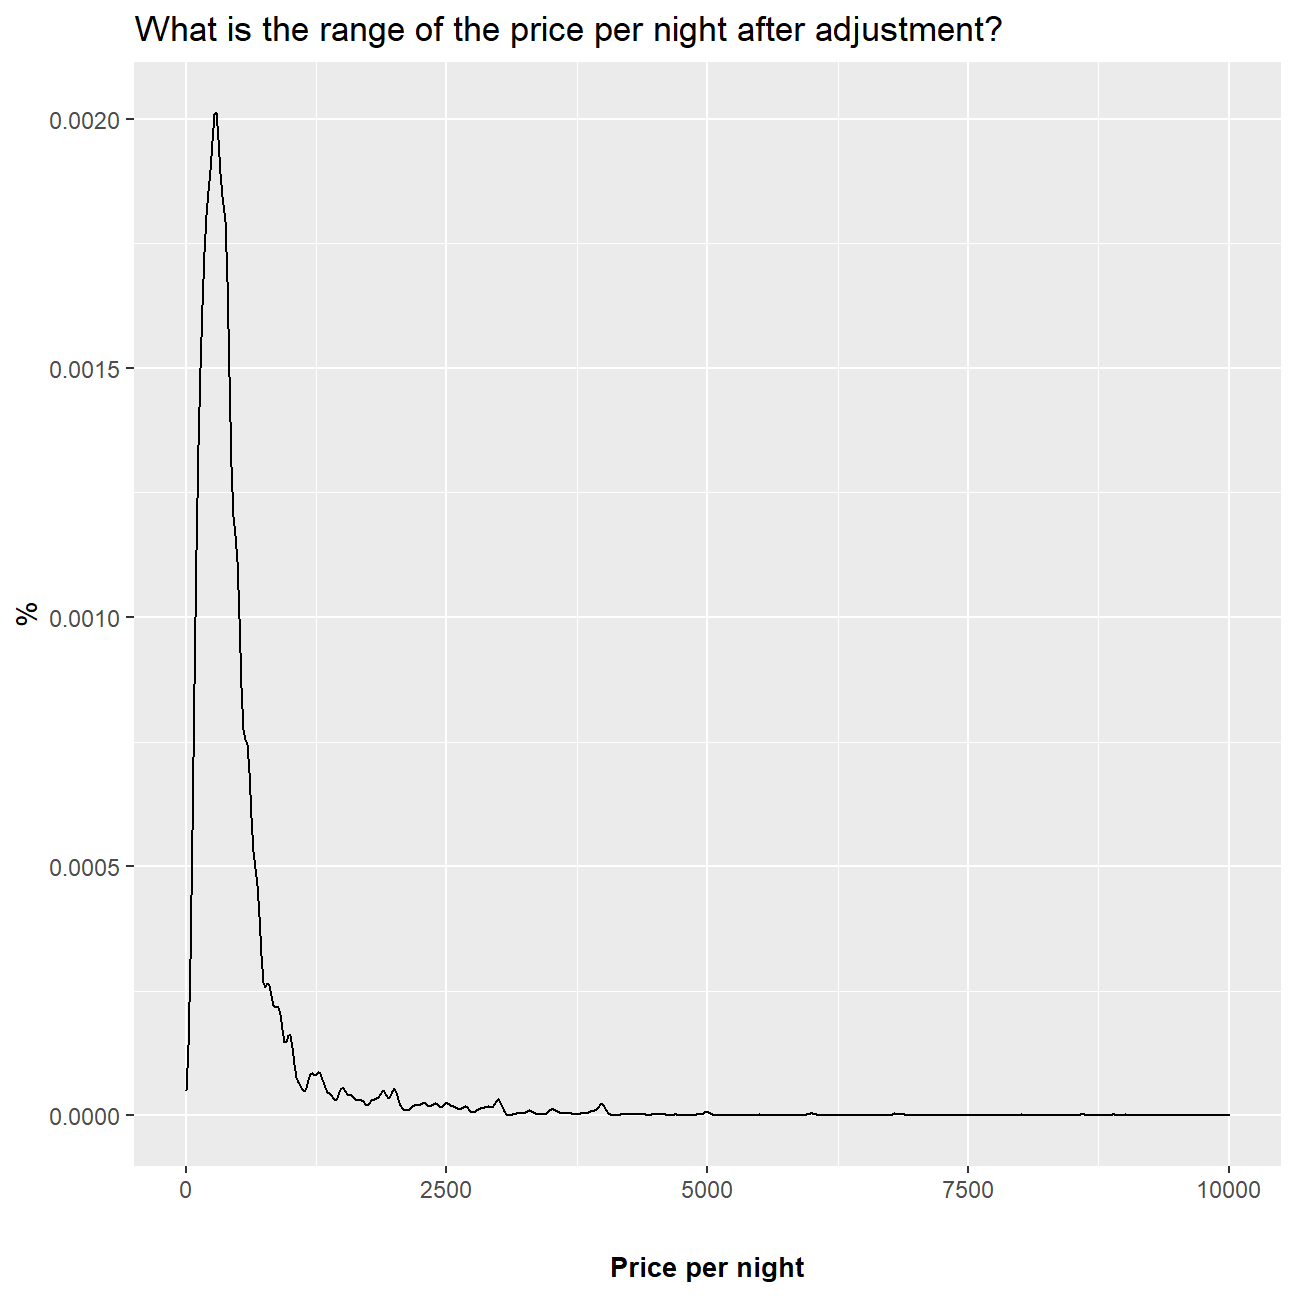 What is the range of the price per night after adjustment?
0.0020
0.0015
0.0010
0.0005
0.0000
%
0 2500 5000 7500 10000
Price per night